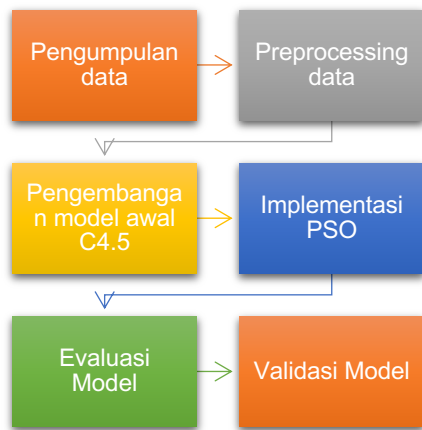 Pengumpulan
data
Preprocessing
data
Pengembanga
n model awal
C4.5
Implementasi
PSO
Evaluasi
Model
Validasi Model